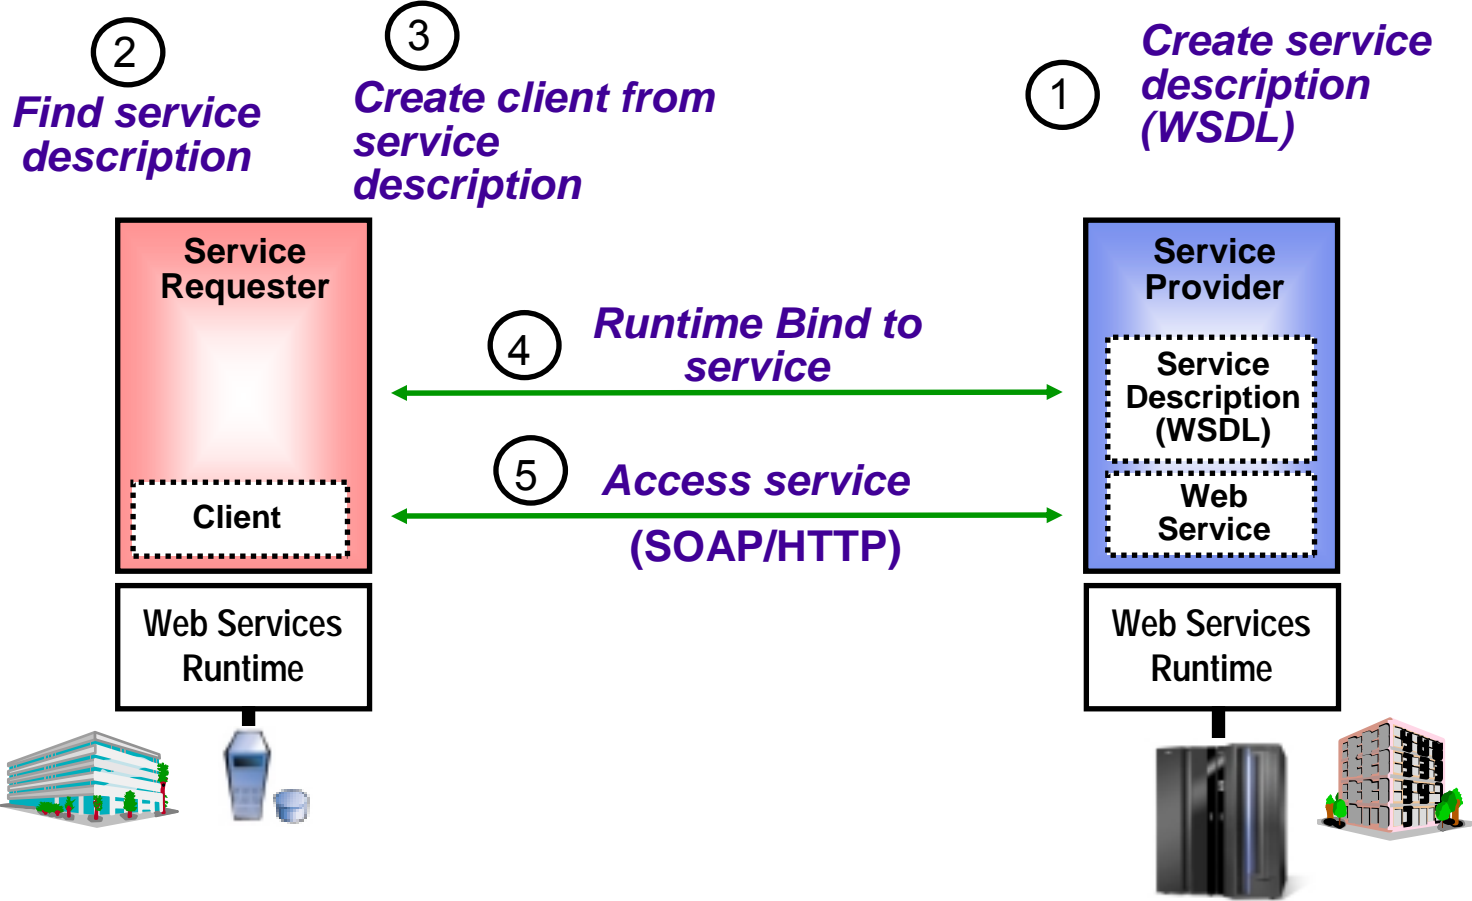 2
Find service
description
3
Create client from
service
description
1
Create service
description
(WSDL)
Service
Requester
Client
Web Services
Runtime
4
Runtime Bind to
service
5
Access service
(SOAP/HTTP)
Service
Provider
Service
Description
(WSDL)
Web
Service
Web Services
Runtime